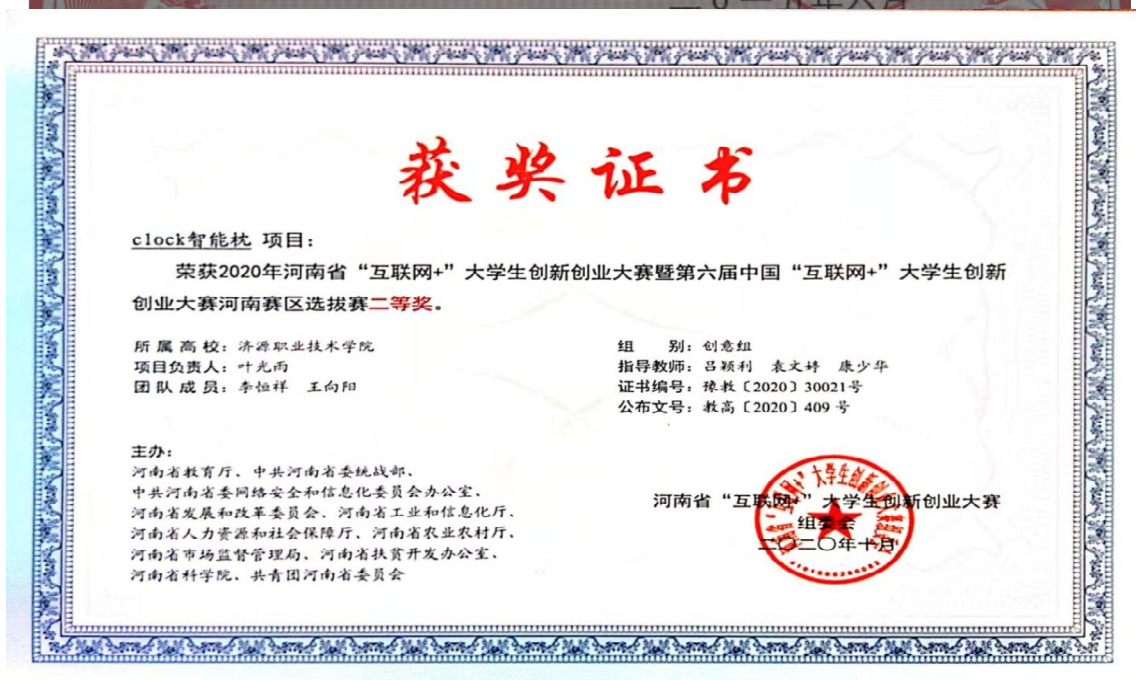 获奖证书
clock智能枕 项目：
荣获2020年河南省“互联网+”大学生创新创业大赛暨第六届中国“互联网+”大学生创新
创业大赛河南赛区选拔赛二等奖。
所属高校：济源职业技术学院
项目负责人：叶光雨
团队成员：李恒祥 王向阳
组 别：创意组
指导教师：吕颖利 袁文婷 康少华
证书编号：豫教〔2020〕30021号
公布文号：教高〔2020〕409号
主办：
河南省教育厅、中共河南省委统战部、
中共河南省委网络安全和信息化委员会办公室、
河南省发展和改革委员会、河南省工业和信息化厅、
河南省人力资源和社会保障厅、河南省农业农村厅、
河南省市场监督管理局、河南省扶贫开发办公室、
河南省科学院、共青团河南省委员会
河南省“互联网+”大学生创新创业大赛
组委会
二〇二〇年十月